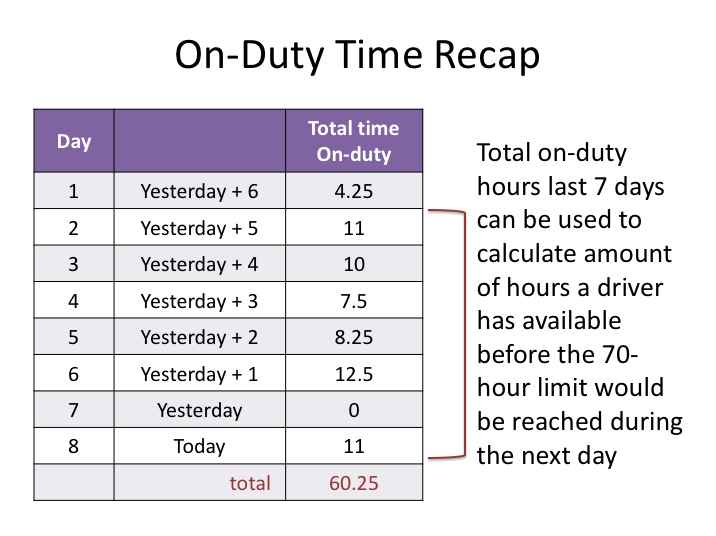 On-Duty Time Recap
Day Total time On-duty
1 Yesterday + 6 4.25
2 Yesterday + 5 11
3 Yesterday + 4 10
4 Yesterday + 3 7.5
5 Yesterday + 2 8.25
6 Yesterday + 1 12.5
7 Yesterday 0
8 Today 11
total 60.25
Total on-duty
hours last 7 days
can be used to
calculate amount
of hours a driver
has available
before the 70-
hour limit would
be reached during
the next day